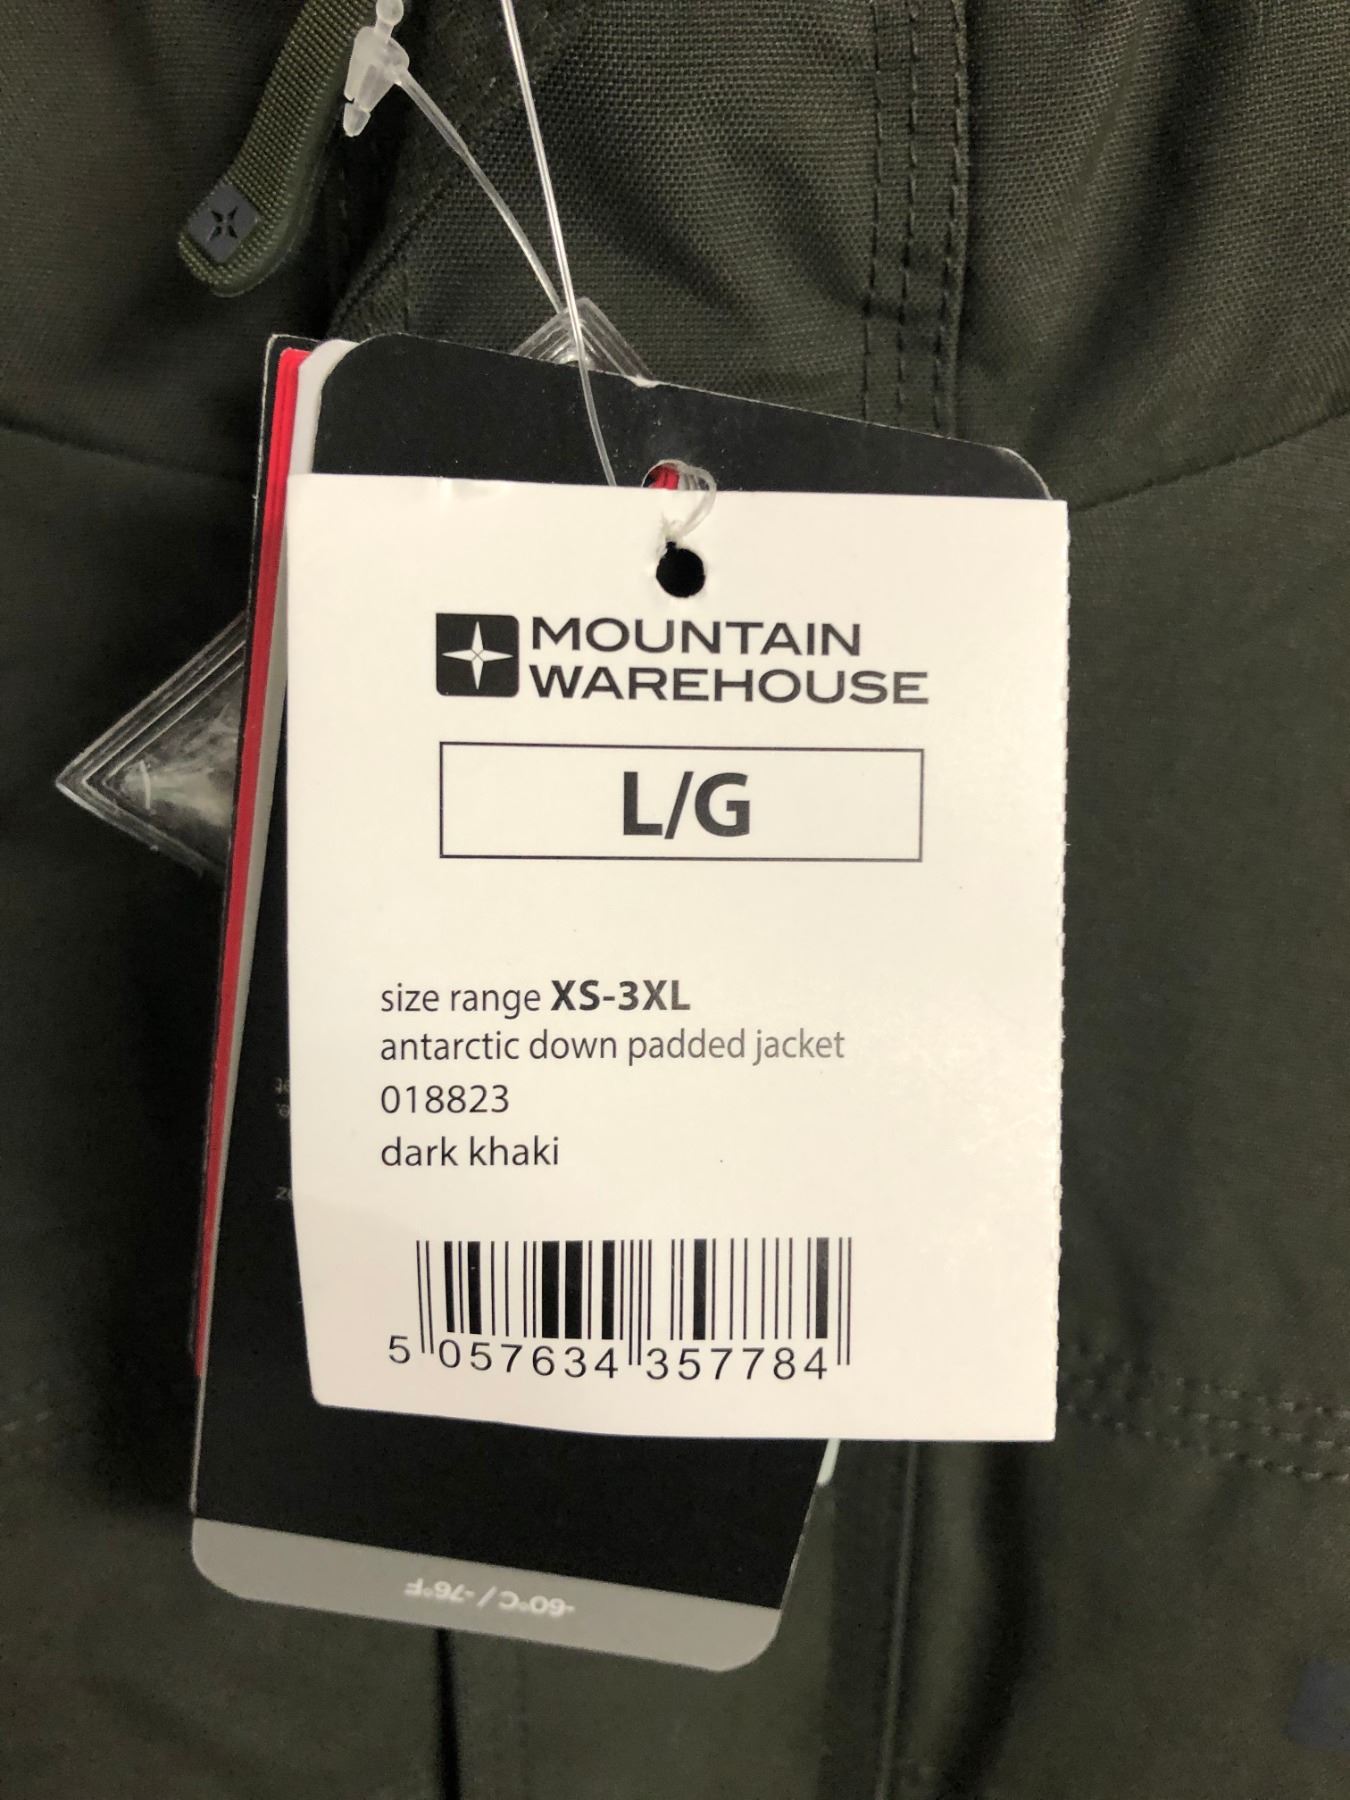 MOUNTAIN
WAREHOUSE
L/G
size range XS-3XL
antarctic down padded jacket
018823
dark khaki
5 057634 357784
-60°C / -76°F